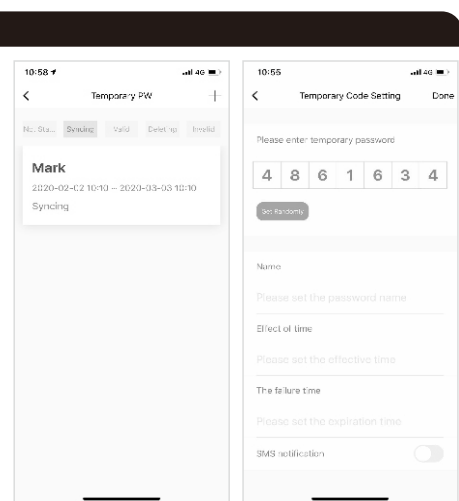 10:58
4G
Temporary PW
Not Sta... Syncing Valid Deleting Invalid
Mark
2020-02-02 10:10 ~ 2020-03-03 10:10
Syncing
10:55
4G
Temporary Code Setting Done
Please enter temporary password
4 8 6 1 6 3 4
Set Randomly
Name
Please set the password name
Effect of time
Please set the effective time
The failure time
Please set the expiration time
SMS notification